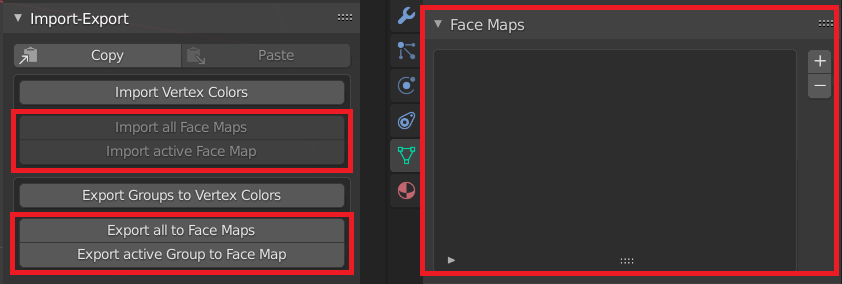 Import-Export
Copy
Paste
Import Vertex Colors
Import all Face Maps
Import active Face Map
Export Groups to Vertex Colors
Export all to Face Maps
Export active Group to Face Map
Face Maps